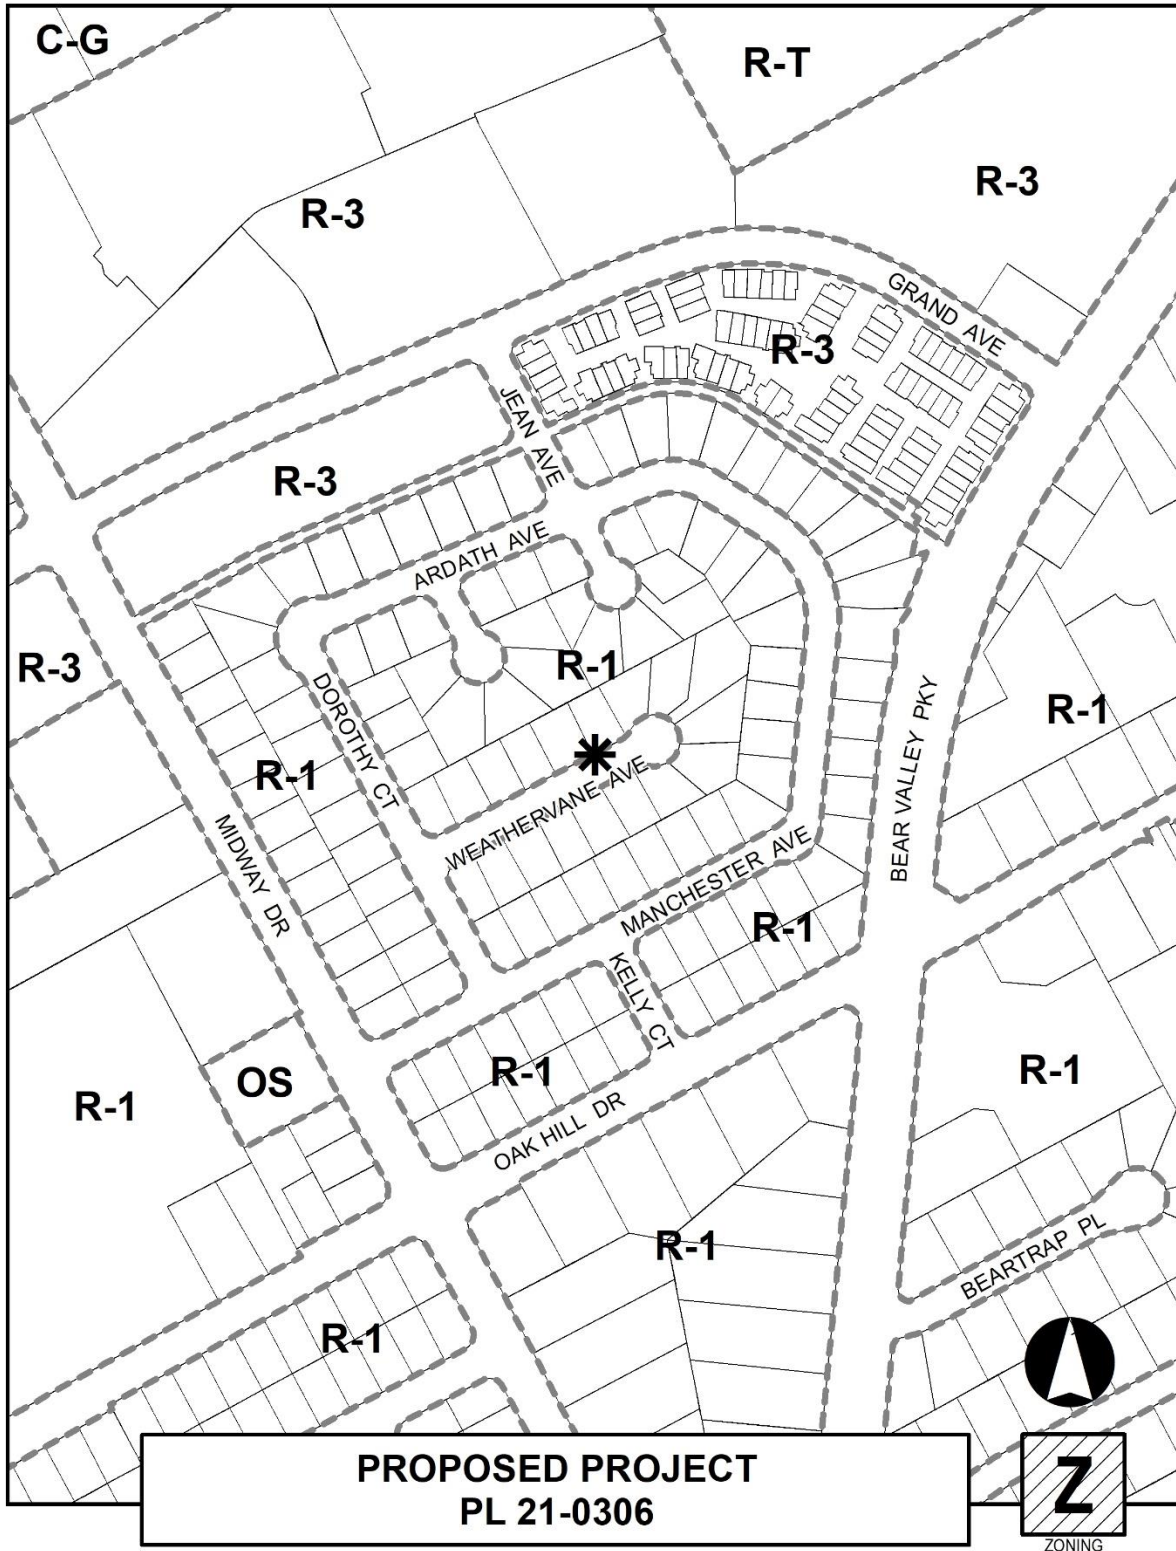 C-G
R-T
R-3
R-3
GRAND AVE
R-3
JEAN AVE
R-3
ARDATH AVE
R-3
R-1
DOROTHY CT
R-1
BEAR VALLEY PKY
R-1
WEATHERVANE AVE
MIDWAY DR
MANCHESTER AVE
R-1
KELLY CT
R-1
R-1
OS
R-1
OAK HILL DR
R-1
BEARTRAP PL
R-1
PROPOSED PROJECT
PL 21-0306
Z
ZONING